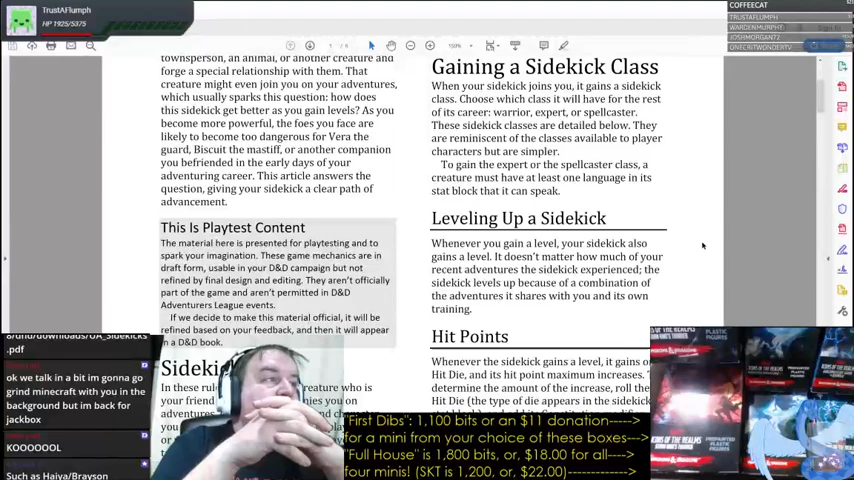 TrustAFlumph
HP 1925/5375
COFFEECAT
TRUSTAFLUMPH
WARDENMURPHY
JOSHMORGAN72
ONECRITWONDERTV
150%
townsperson, an animal, or another creature and
forge a special relationship with them. That
creature might even join you on your adventures,
which usually sparks this question: how does
this sidekick get better as you gain levels? As you
become more powerful, the foes you face are
likely to become too dangerous for Vera the
guard, Biscuit the mastiff, or another companion
you befriended in the early days of your
adventuring career. This article answers the
question, giving your sidekick a clear path of
advancement.
This Is Playtest Content
The material here is presented for playtesting and to
spark your imagination. These game mechanics are in
draft form, usable in your D&D campaign but not
refined by final design and editing. They aren't officially
part of the game and aren't permitted in D&D
Adventurers League events.
If we decide to make this material official, it will be
refined based on your feedback, and then it will appear
in a D&D book.
Sidekic
In these rul
your friend
adventures
Gaining a Sidekick Class
When your sidekick joins you, it gains a sidekick
class. Choose which class it will have for the rest
of its career: warrior, expert, or spellcaster.
These sidekick classes are detailed below. They
are reminiscent of the classes available to player
characters but are simpler.
To gain the expert or the spellcaster class, a
creature must have at least one language in its
stat block that it can speak.
Leveling Up a Sidekick
Whenever you gain a level, your sidekick also
gains a level. It doesn't matter how much of your
recent adventures the sidekick experienced; the
sidekick levels up because of a combination of
the adventures it shares with you and its own
training.
Hit Points
Whenever the sidekick gains a level, it gains o
Hit Die, and its hit point maximum increases.
determine the amount of the increase, roll the
Hit Die (the type of die appears in the sidekick
8/dnd/downloads/UA_Sidekicks
.pdf
ok we talk in a bit im gonna go
grind minecraft with you in the
background but im back for
jackbox
KOOOOOOL
Such as Haiya/Brayson
"First Dibs": 1,100 bits or an $11 donation----->
for a mini from your choice of these boxes--->
"Full House" is 1,800 bits, or $18.00 for all---->
four minis! (SKT is 1,200, or, $22.00)------------->
ICONS OF THE REALMS